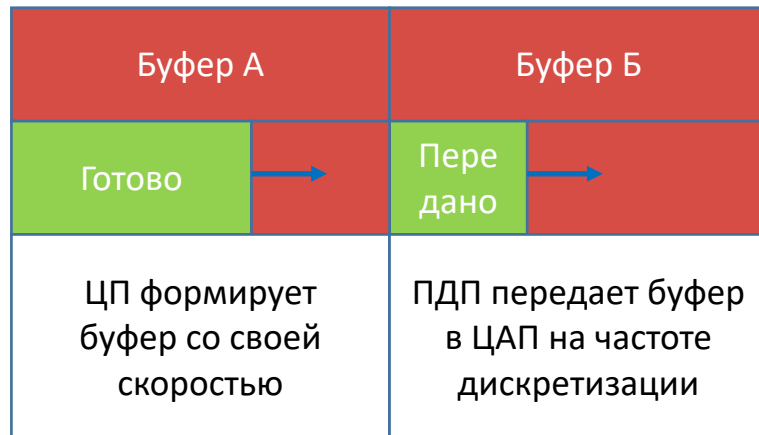 Буфер А
Буфер Б
Готово
Пере
дано
ЦП формирует
буфер со своей
скоростью
ПДП передает буфер
в ЦАП на частоте
дискретизации